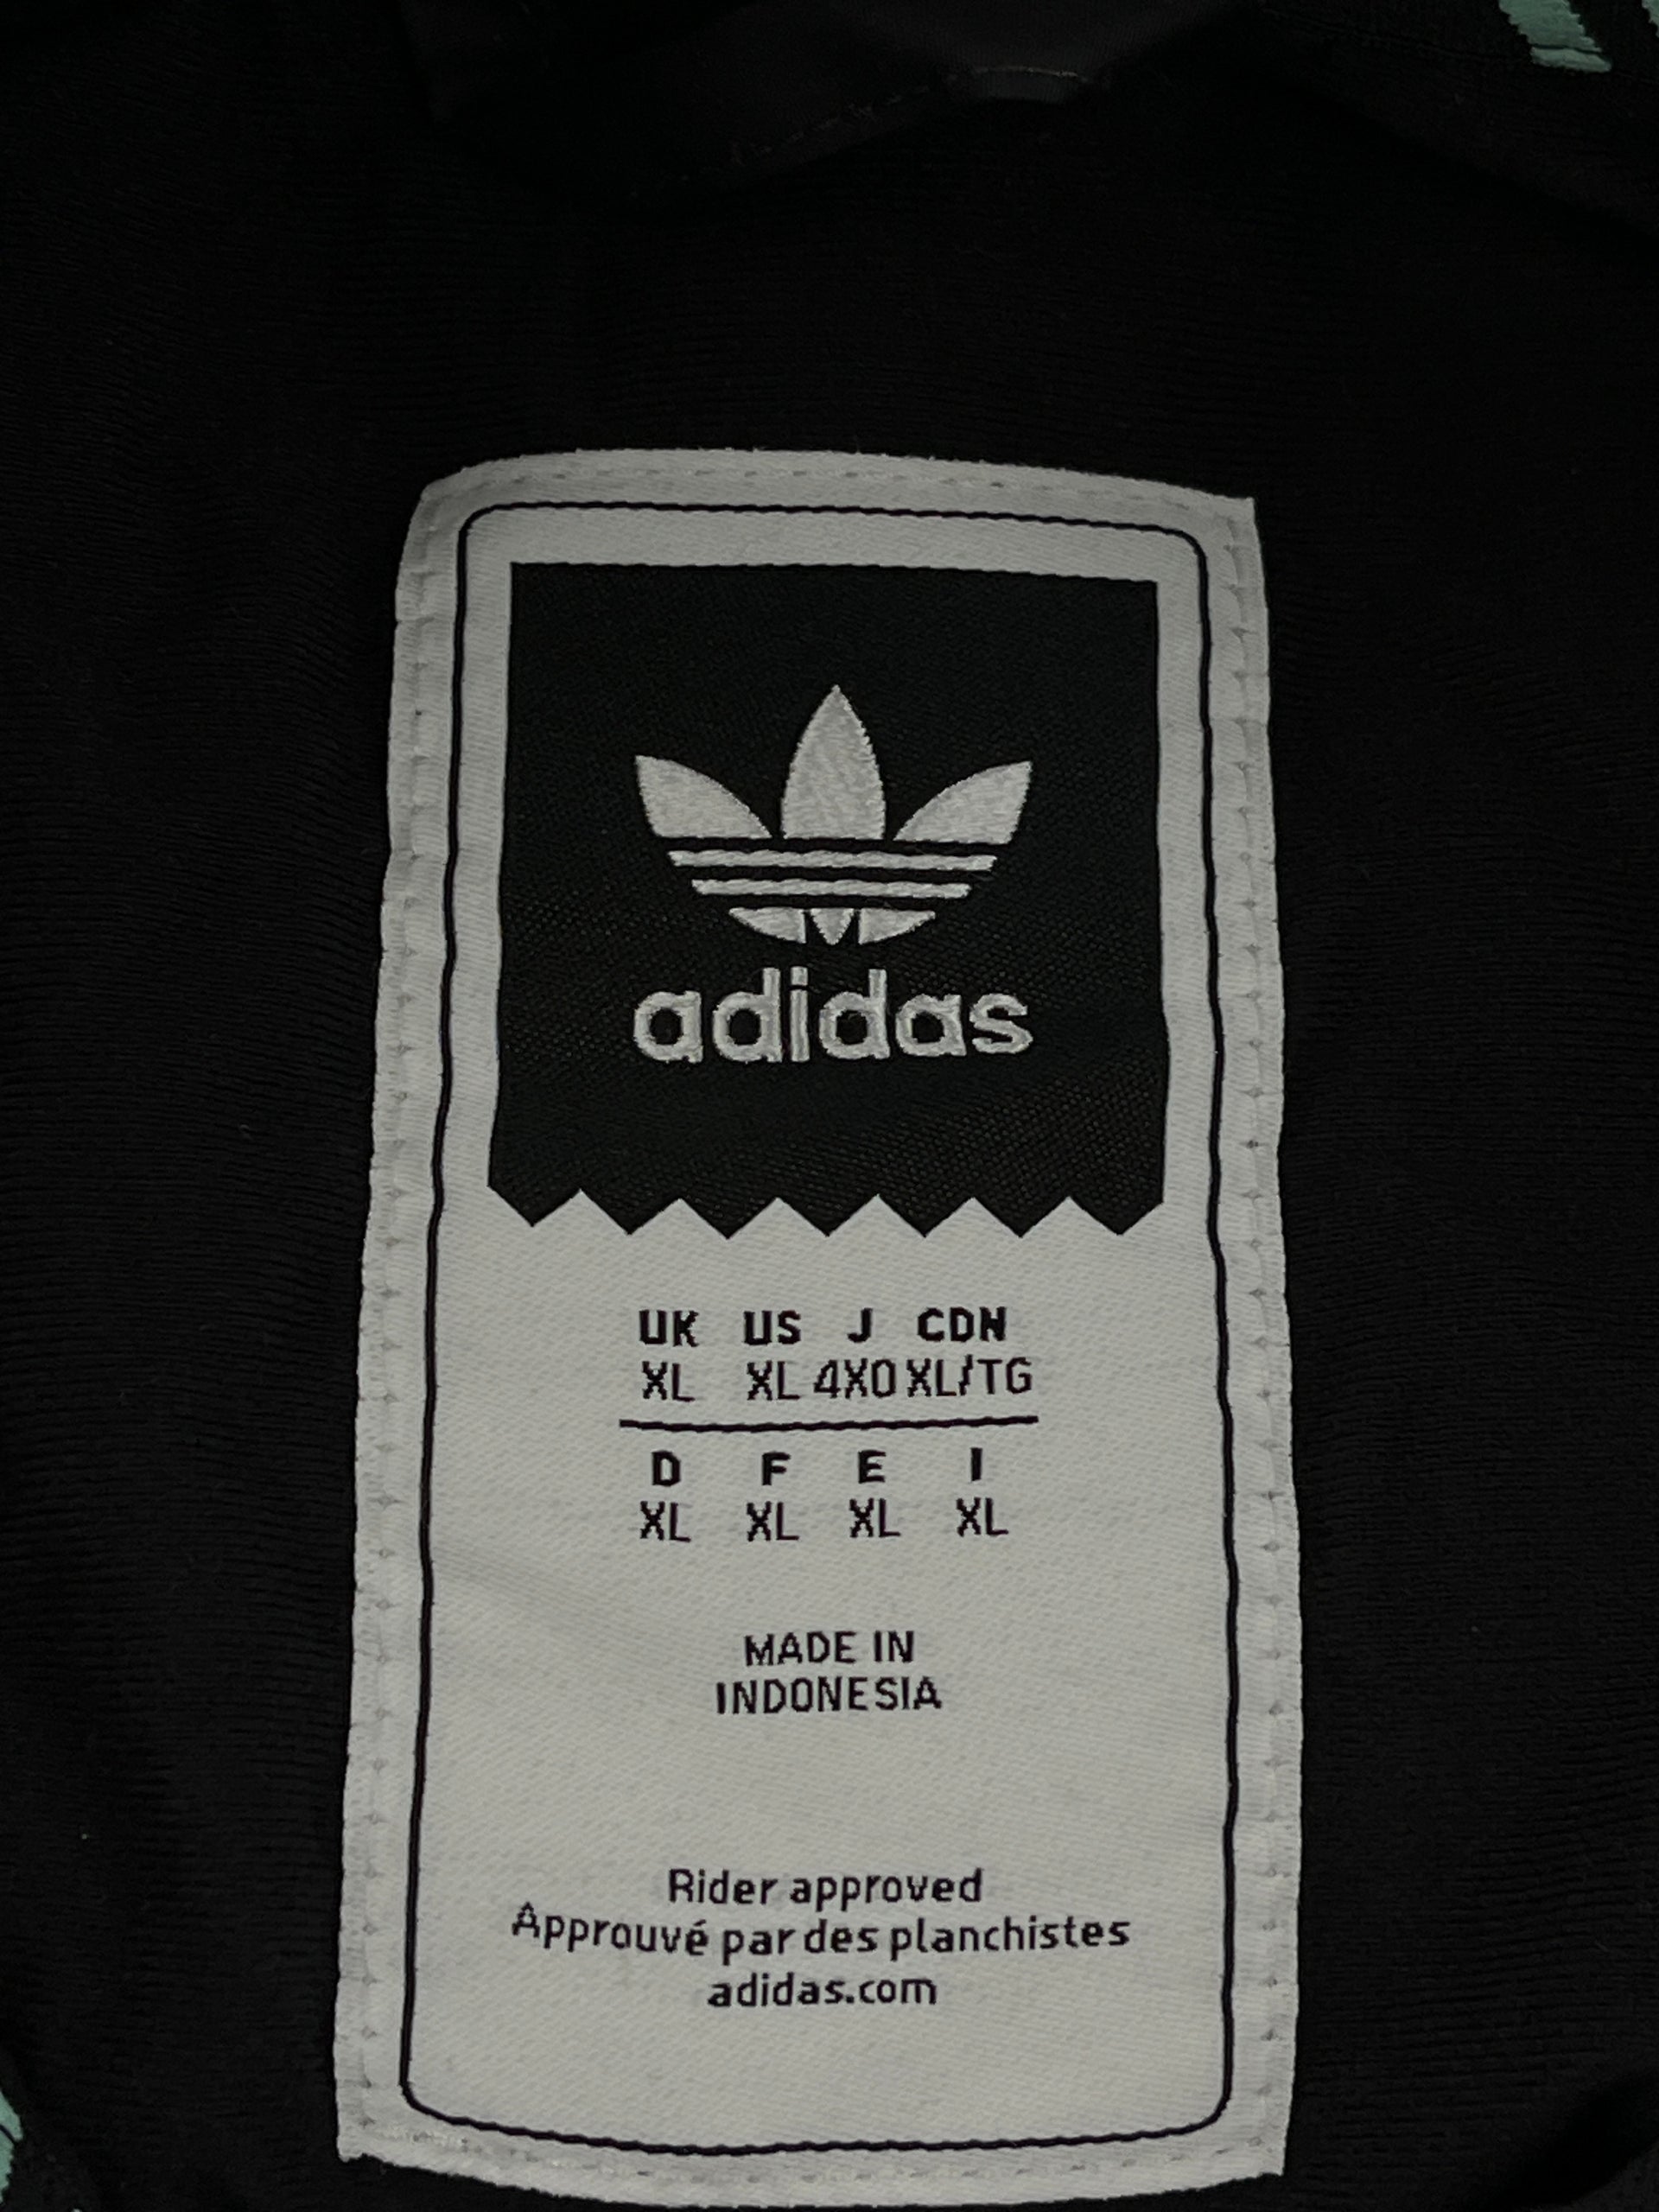 adidas
UK US J CDN
XL XL 4XO XL/TG
D F E I
XL XL XL XL
MADE IN
INDONESIA
Rider approved
Approuvé par des planchistes
adidas.com